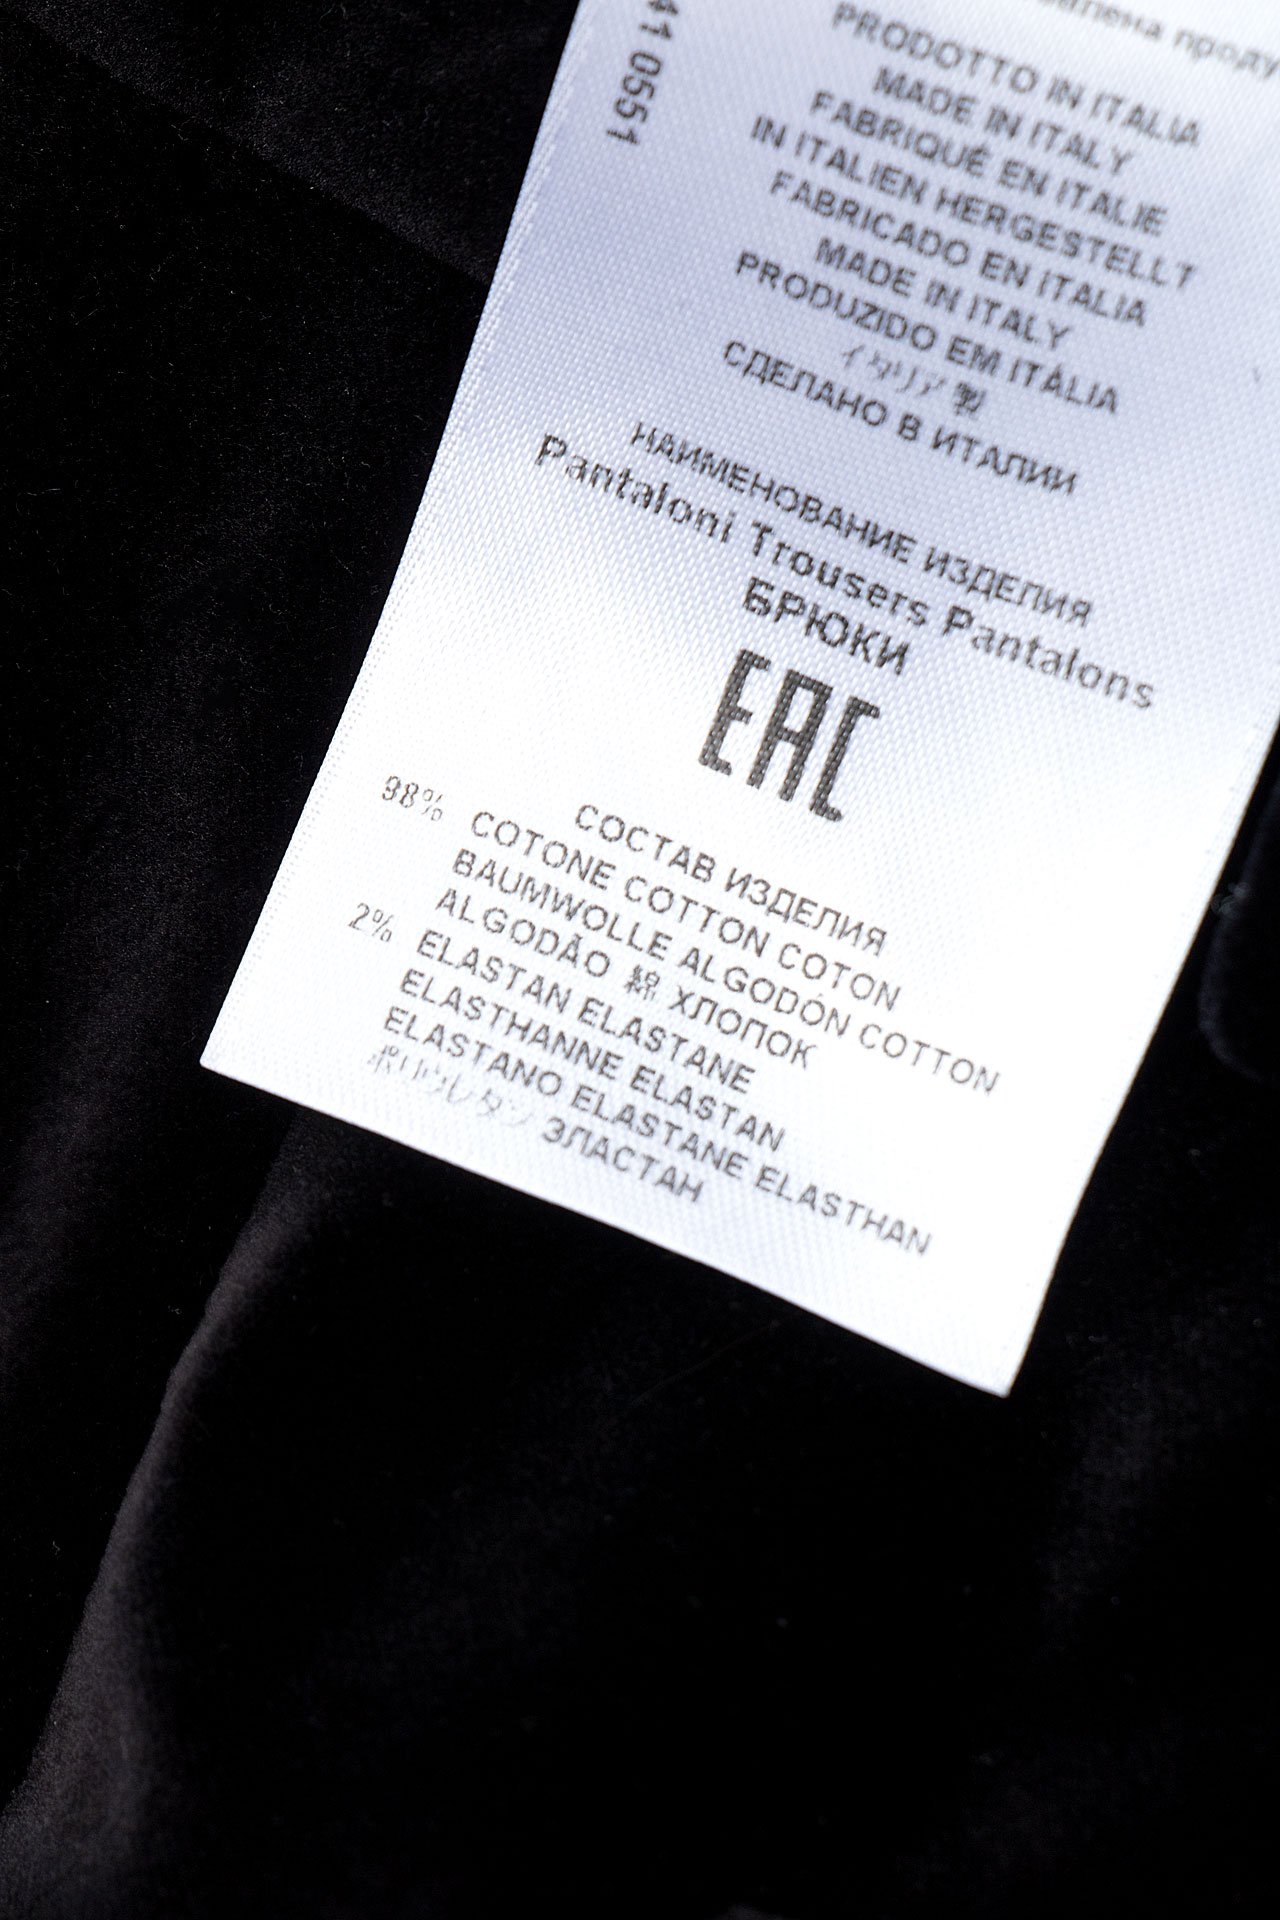 41 0551
PRODOTTO IN ITALIA
MADE IN ITALY
FABRIQUÉ EN ITALIE
IN ITALIEN HERGESTELLT
FABRICADO EN ITALIA
MADE IN ITALY
PRODUZIDO EM ITÁLIA
イタリア製
СДЕЛАНО В ИТАЛИИ
НАИМЕНОВАНИЕ ИЗДЕЛИЯ
Pantaloni Trousers Pantalons
БРЮКИ
EAC
СОСТАВ ИЗДЕЛИЯ
98% COTONE COTTON COTON
BAUMWOLLE ALGODÓN COTTON
ALGODÃO 綿 ХЛОПОК
2% ELASTAN ELASTANE
ELASTHANNE ELASTAN
ELASTANO ELASTANE ELASTHAN
ポリウレタン ЭЛАСТАН